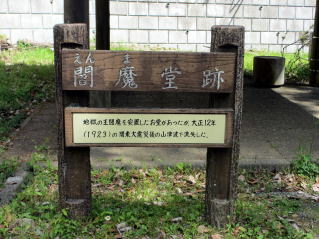 えんま
閻魔堂跡
地獄の王閻魔を安置したお堂があったが、大正12年
(1923)の関東大震災後の山津波で流失した。